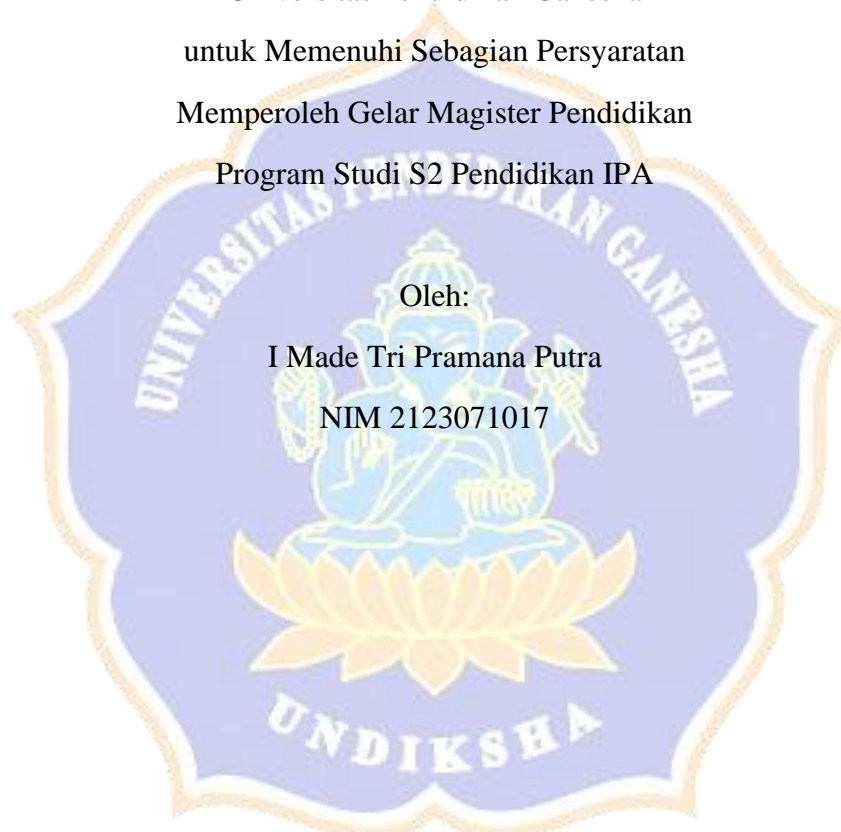 untuk Memenuhi Sebagian Persyaratan
Memperoleh Gelar Magister Pendidikan
Program Studi S2 Pendidikan IPA
UNIVERSITAS PENDIDIKAN GANESHA
Oleh:
I Made Tri Pramana Putra
NIM 2123071017
UNDIKSHA